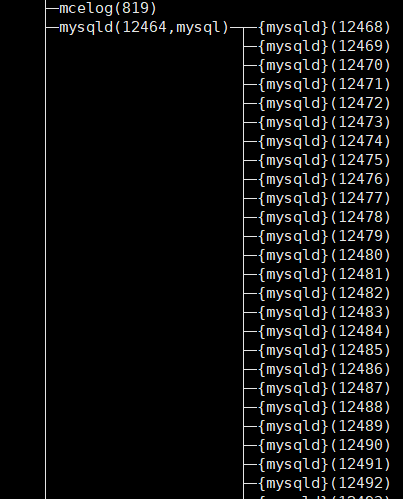 ├─mcelog(819)
├─mysqld(12464,mysql)─┬─{mysqld}(12468)
│                     ├─{mysqld}(12469)
│                     ├─{mysqld}(12470)
│                     ├─{mysqld}(12471)
│                     ├─{mysqld}(12472)
│                     ├─{mysqld}(12473)
│                     ├─{mysqld}(12474)
│                     ├─{mysqld}(12475)
│                     ├─{mysqld}(12476)
│                     ├─{mysqld}(12477)
│                     ├─{mysqld}(12478)
│                     ├─{mysqld}(12479)
│                     ├─{mysqld}(12480)
│                     ├─{mysqld}(12481)
│                     ├─{mysqld}(12482)
│                     ├─{mysqld}(12483)
│                     ├─{mysqld}(12484)
│                     ├─{mysqld}(12485)
│                     ├─{mysqld}(12486)
│                     ├─{mysqld}(12487)
│                     ├─{mysqld}(12488)
│                     ├─{mysqld}(12489)
│                     ├─{mysqld}(12490)
│                     ├─{mysqld}(12491)
│                     ├─{mysqld}(12492)